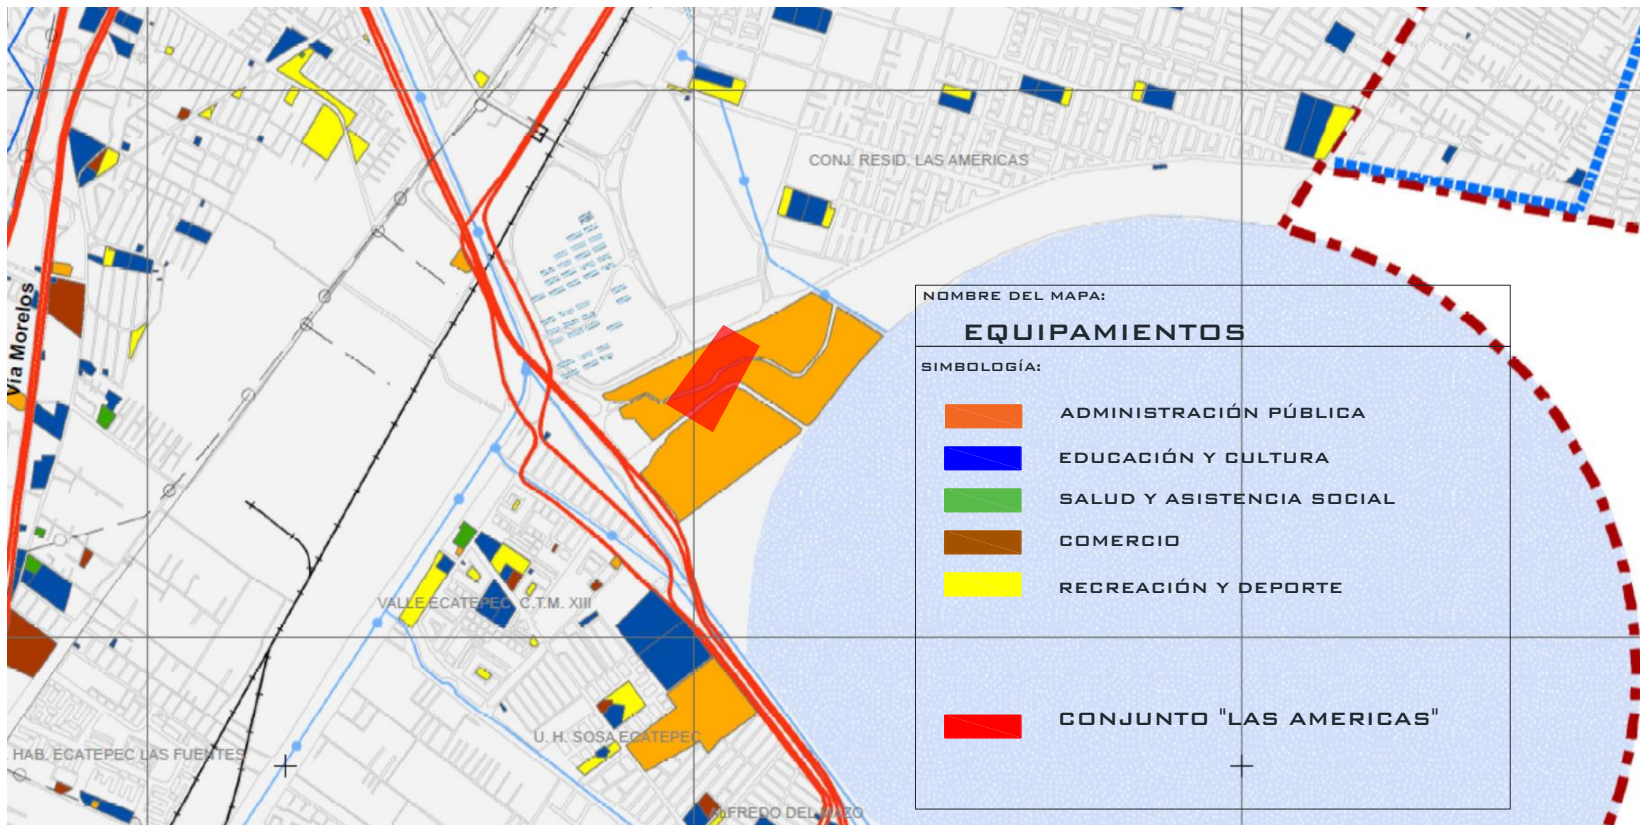 CONJ. RESID. LAS AMERICAS
Vía Morelos
NOMBRE DEL MAPA:
EQUIPAMIENTOS
SIMBOLOGÍA:
ADMINISTRACIÓN PÚBLICA
EDUCACIÓN Y CULTURA
SALUD Y ASISTENCIA SOCIAL
COMERCIO
RECREACIÓN Y DEPORTE
CONJUNTO "LAS AMERICAS"
VALLE ECATEPEC C.T.M. XIII
U. H. SOSA ECATEPEC
HAB. ECATEPEC LAS FUENTES
ALFREDO DEL MAZO